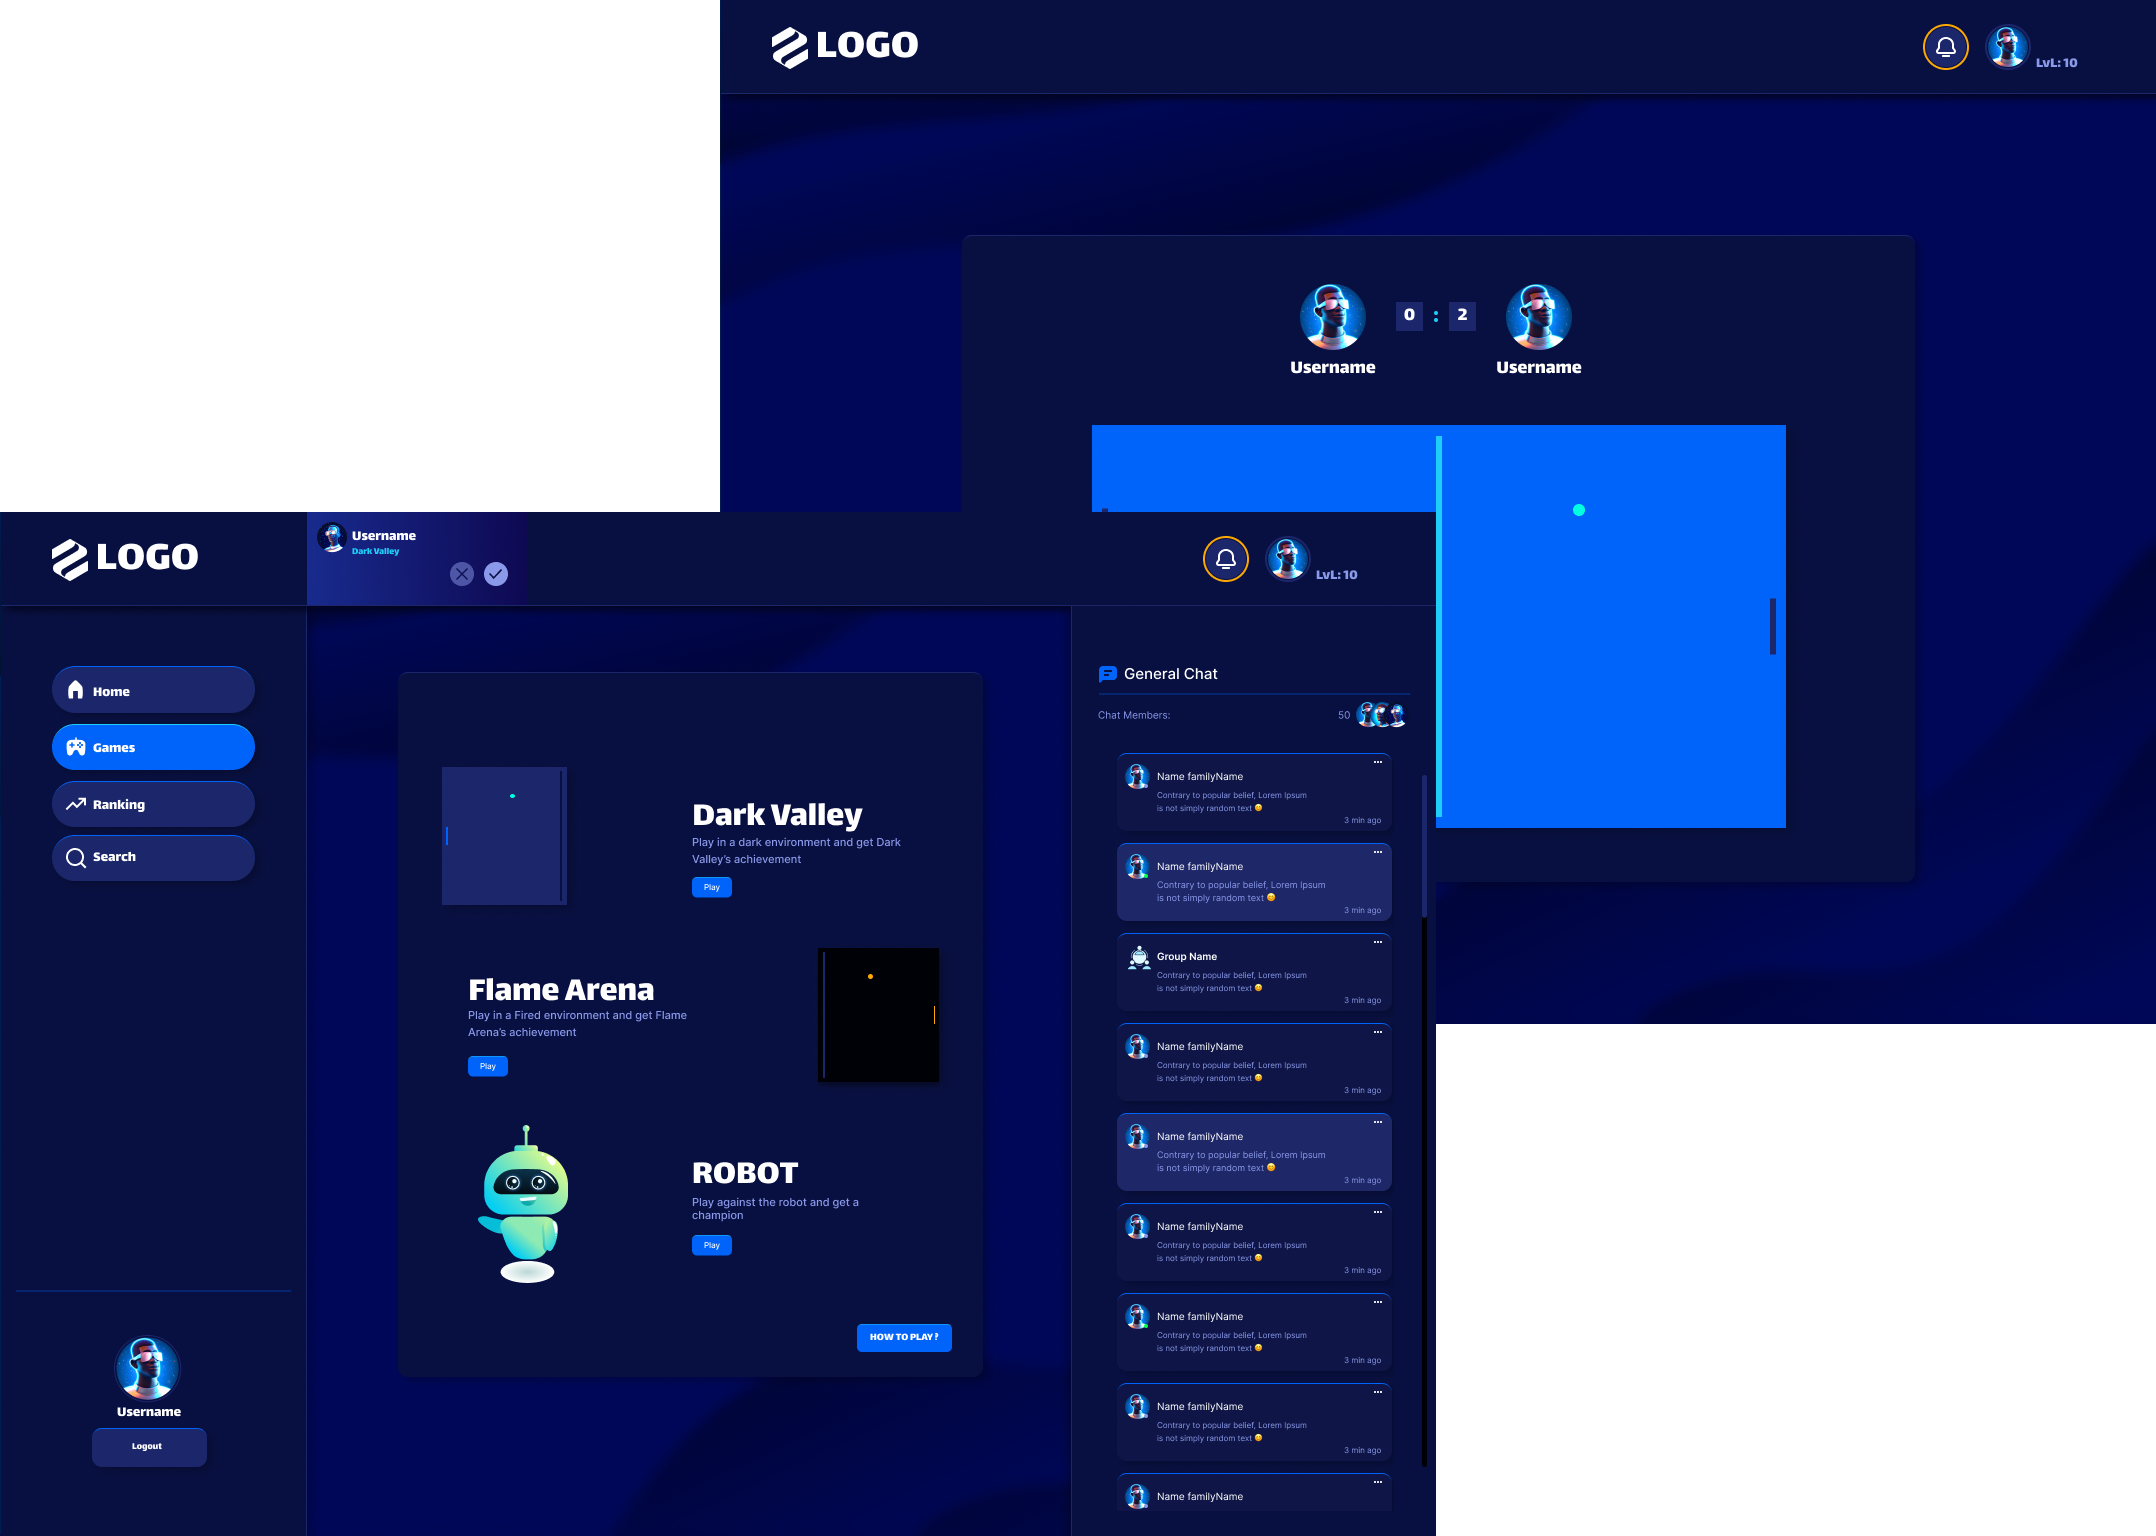 LOGO
LvL: 10
0 : 2
Username
Username
LOGO
Username
Dark Valley
LvL: 10
Home
Games
Ranking
Search
Username
Logout
Dark Valley
Play in a dark environment and get Dark
Valley's achievement
Play
Flame Arena
Play in a Fired environment and get Flame
Arena's achievement
Play
ROBOT
Play against the robot and get a
champion
Play
HOW TO PLAY ?
General Chat
Chat Members:
50
Name familyName
Contrary to popular belief, Lorem Ipsum
is not simply random text 😊
3 min ago
Name familyName
Contrary to popular belief, Lorem Ipsum
is not simply random text 😊
3 min ago
Group Name
Contrary to popular belief, Lorem Ipsum
is not simply random text 😊
3 min ago
Name familyName
Contrary to popular belief, Lorem Ipsum
is not simply random text 😊
3 min ago
Name familyName
Contrary to popular belief, Lorem Ipsum
is not simply random text 😊
3 min ago
Name familyName
Contrary to popular belief, Lorem Ipsum
is not simply random text 😊
3 min ago
Name familyName
Contrary to popular belief, Lorem Ipsum
is not simply random text 😊
3 min ago
Name familyName
Contrary to popular belief, Lorem Ipsum
is not simply random text 😊
3 min ago
Name familyName